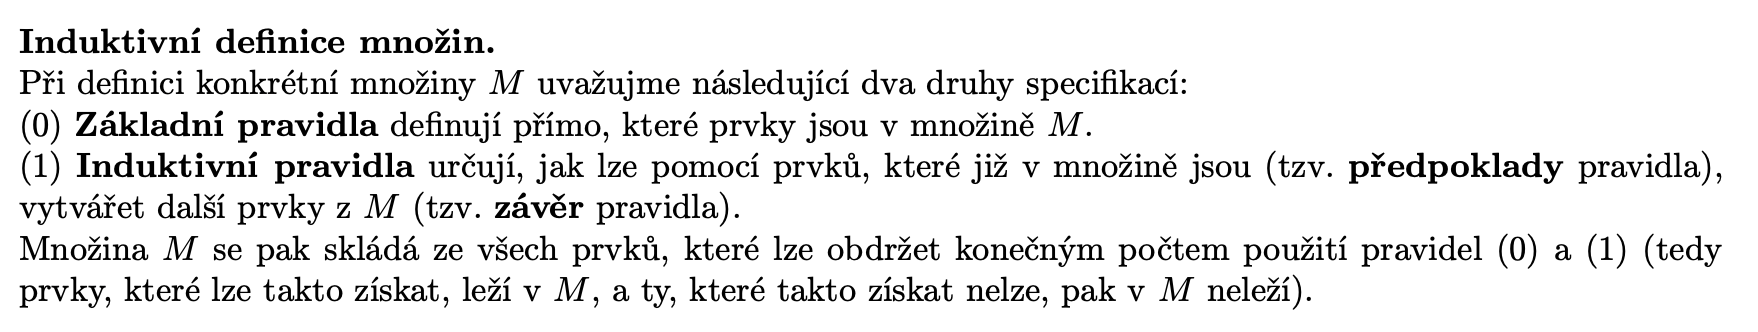 Induktivní definice množin.
Při definici konkrétní množiny M uvažujme následující dva druhy specifikací:
(0) Základní pravidla definují přímo, které prvky jsou v množině M.
(1) Induktivní pravidla určují, jak lze pomocí prvků, které již v množině jsou (tzv. předpoklady pravidla),
vytvářet další prvky z M (tzv. závěr pravidla).
Množina M se pak skládá ze všech prvků, které lze obdržet konečným počtem použití pravidel (0) a (1) (tedy
prvky, které lze takto získat, leží v M, a ty, které takto získat nelze, pak v M neleží).